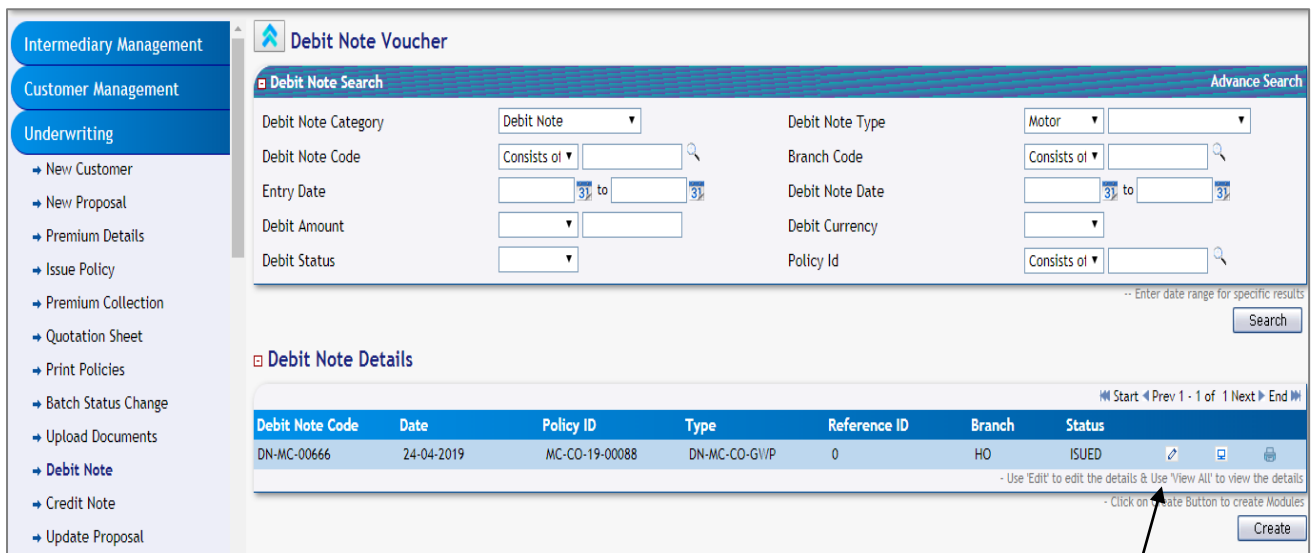 Intermediary Management
Customer Management
Underwriting
New Customer
New Proposal
Premium Details
Issue Policy
Premium Collection
Quotation Sheet
Print Policies
Batch Status Change
Upload Documents
Debit Note
Credit Note
Update Proposal
Debit Note Voucher
Debit Note Search Advance Search
Debit Note Category Debit Note Debit Note Type Motor
Debit Note Code Consists of Branch Code Consists of
Entry Date 31 to 31 Debit Note Date 31 to 31
Debit Amount Debit Currency
Debit Status Policy Id Consists of
-- Enter date range for specific results
Search
Debit Note Details
Start Prev 1 - 1 of 1 Next End
Debit Note Code Date Policy ID Type Reference ID Branch Status
DN-MC-00666 24-04-2019 MC-CO-19-00088 DN-MC-CO-GWP 0 HO ISUED
- Use 'Edit' to edit the details & Use 'View All' to view the details
- Click on Create Button to create Modules
Create